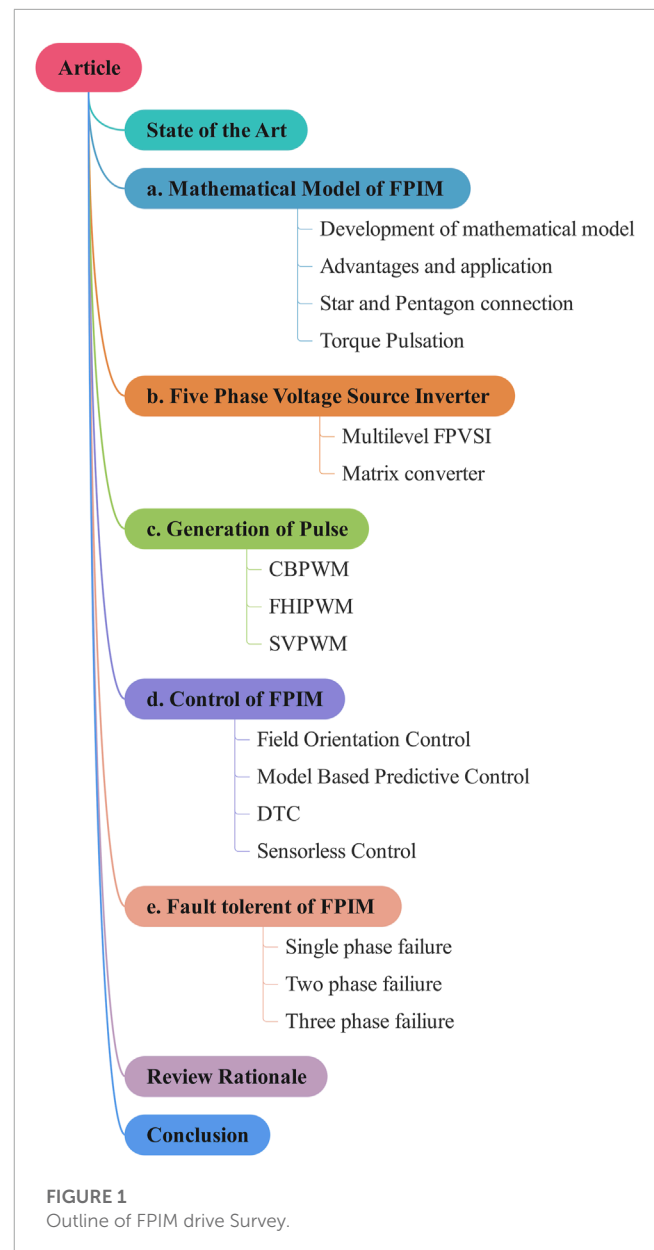 Article
State of the Art
a. Mathematical Model of FPIM
Development of mathematical model
Advantages and application
Star and Pentagon connection
Torque Pulsation
b. Five Phase Voltage Source Inverter
Multilevel FPVSI
Matrix converter
c. Generation of Pulse
CBPWM
FHIPWM
SVPWM
d. Control of FPIM
Field Orientation Control
Model Based Predictive Control
DTC
Sensorless Control
e. Fault tolerent of FPIM
Single phase failure
Two phase failiure
Three phase failiure
Review Rationale
Conclusion
FIGURE 1
Outline of FPIM drive Survey.